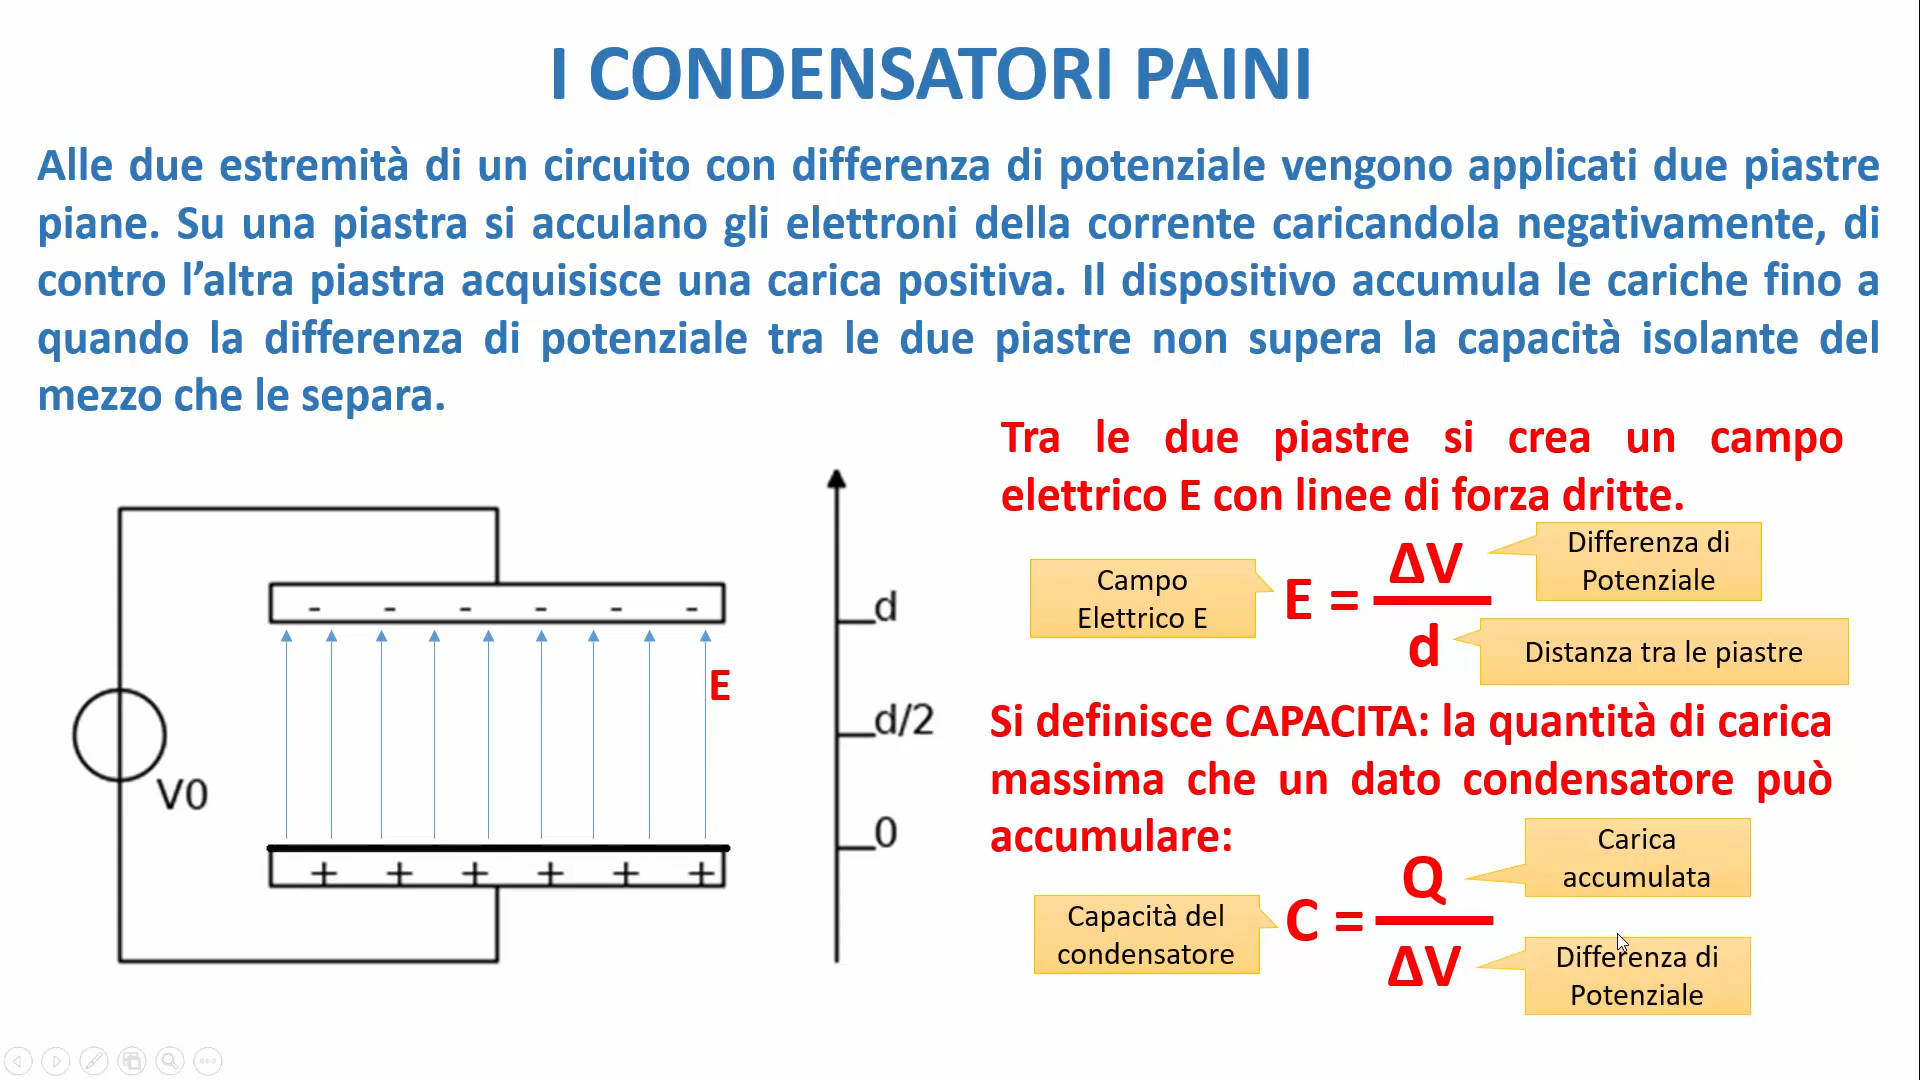 I CONDENSATORI PAINI
Alle due estremità di un circuito con differenza di potenziale vengono applicati due piastre
piane. Su una piastra si acculano gli elettroni della corrente caricandola negativamente, di
contro l’altra piastra acquisisce una carica positiva. Il dispositivo accumula le cariche fino a
quando la differenza di potenziale tra le due piastre non supera la capacità isolante del
mezzo che le separa.
Tra le due piastre si crea un campo
elettrico E con linee di forza dritte.
Campo
Elettrico E
E =
ΔV
d
Differenza di
Potenziale
Distanza tra le piastre
Si definisce CAPACITA: la quantità di carica
massima che un dato condensatore può
accumulare:
Capacità del
condensatore
C =
Q
ΔV
Carica
accumulata
Differenza di
Potenziale
- - - - - -
E
V0
+ + + + + +
d
d/2
0